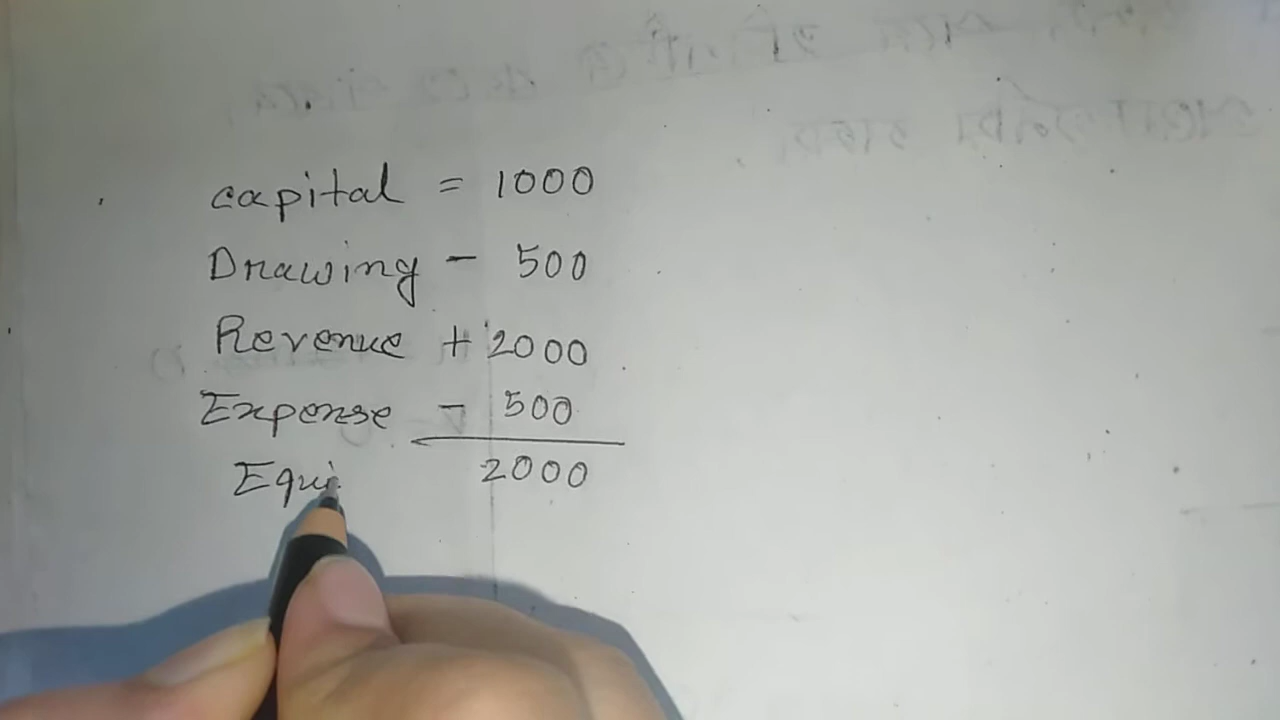 capital = 1000
Drawing - 500
Revenue + 2000
Expense - 500
Equi 2000